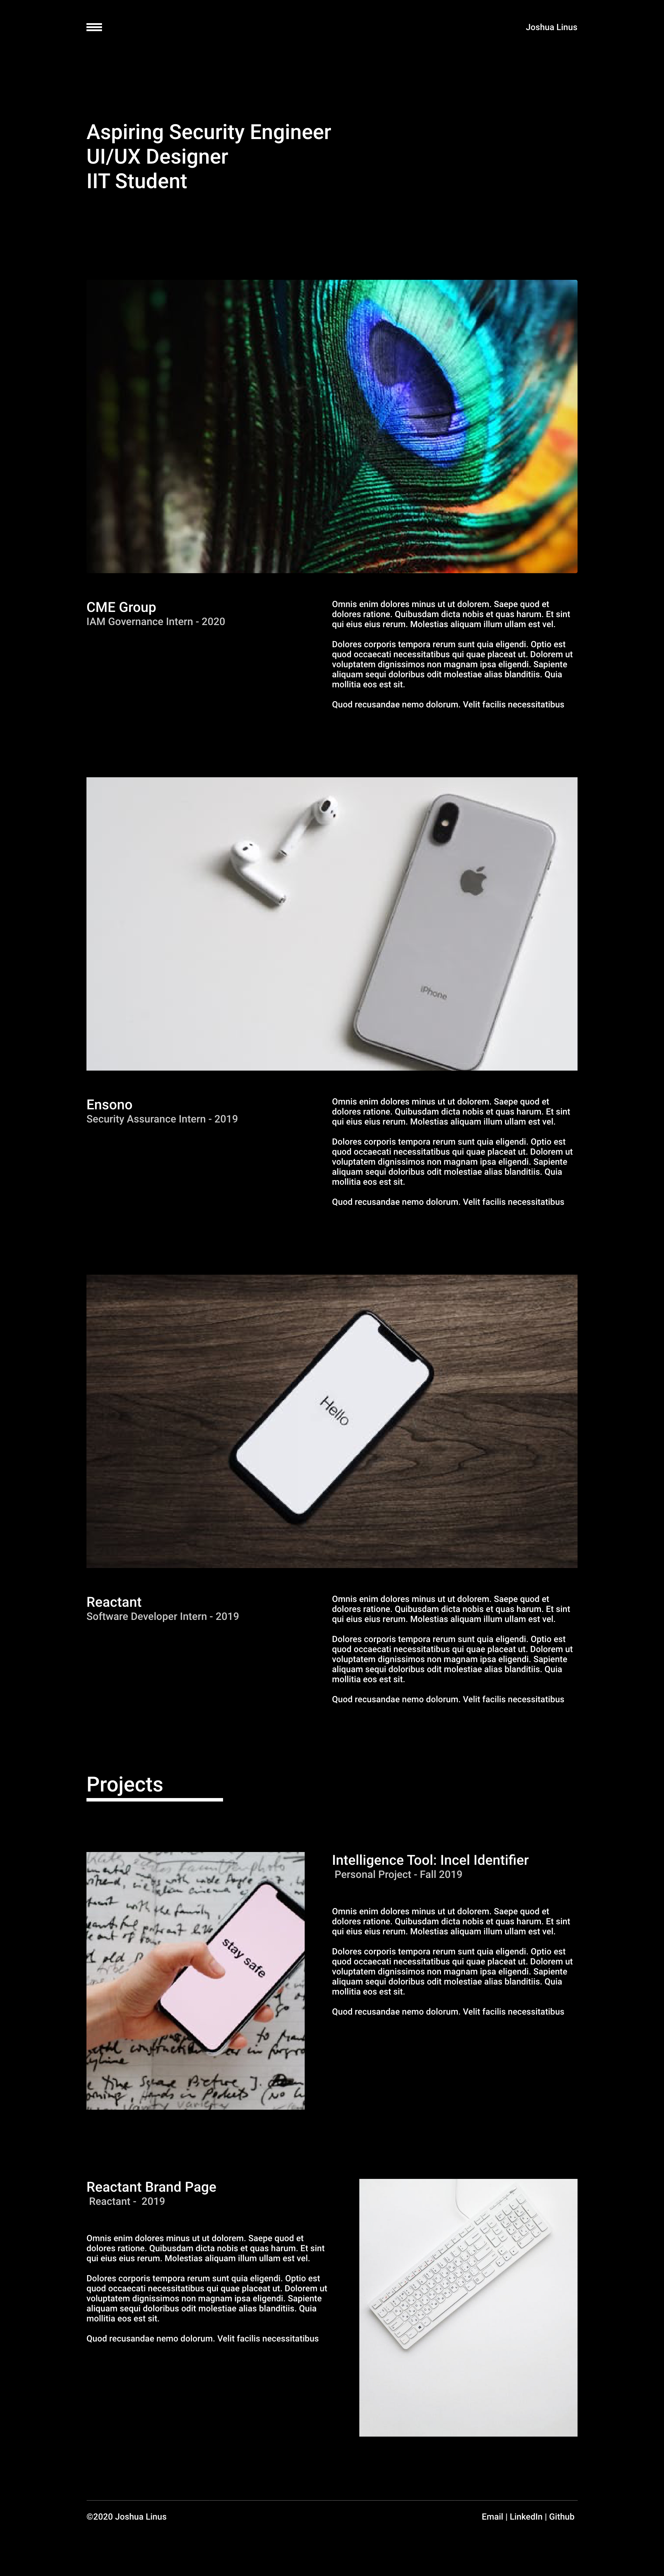 Joshua Linus
Aspiring Security Engineer
UI/UX Designer
IIT Student
CME Group
IAM Governance Intern - 2020
Omnis enim dolores minus ut ut dolorem. Saepe quod et
dolores ratione. Quibusdam dicta nobis et quas harum. Et sint
qui eius eius rerum. Molestias aliquam illum ullam est vel.
Dolores corporis tempora rerum sunt quia eligendi. Optio est
quod occaecati necessitatibus qui quae placeat ut. Dolorem ut
voluptatem dignissimos non magnam ipsa eligendi. Sapiente
aliquam sequi doloribus odit molestiae alias blanditiis. Quia
mollitia eos est sit.
Quod recusandae nemo dolorum. Velit facilis necessitatibus
iPhone
Ensono
Security Assurance Intern - 2019
Omnis enim dolores minus ut ut dolorem. Saepe quod et
dolores ratione. Quibusdam dicta nobis et quas harum. Et sint
qui eius eius rerum. Molestias aliquam illum ullam est vel.
Dolores corporis tempora rerum sunt quia eligendi. Optio est
quod occaecati necessitatibus qui quae placeat ut. Dolorem ut
voluptatem dignissimos non magnam ipsa eligendi. Sapiente
aliquam sequi doloribus odit molestiae alias blanditiis. Quia
mollitia eos est sit.
Quod recusandae nemo dolorum. Velit facilis necessitatibus
Hello
Reactant
Software Developer Intern - 2019
Omnis enim dolores minus ut ut dolorem. Saepe quod et
dolores ratione. Quibusdam dicta nobis et quas harum. Et sint
qui eius eius rerum. Molestias aliquam illum ullam est vel.
Dolores corporis tempora rerum sunt quia eligendi. Optio est
quod occaecati necessitatibus qui quae placeat ut. Dolorem ut
voluptatem dignissimos non magnam ipsa eligendi. Sapiente
aliquam sequi doloribus odit molestiae alias blanditiis. Quia
mollitia eos est sit.
Quod recusandae nemo dolorum. Velit facilis necessitatibus
Projects
stay safe
Intelligence Tool: Incel Identifier
Personal Project - Fall 2019
Omnis enim dolores minus ut ut dolorem. Saepe quod et
dolores ratione. Quibusdam dicta nobis et quas harum. Et sint
qui eius eius rerum. Molestias aliquam illum ullam est vel.
Dolores corporis tempora rerum sunt quia eligendi. Optio est
quod occaecati necessitatibus qui quae placeat ut. Dolorem ut
voluptatem dignissimos non magnam ipsa eligendi. Sapiente
aliquam sequi doloribus odit molestiae alias blanditiis. Quia
mollitia eos est sit.
Quod recusandae nemo dolorum. Velit facilis necessitatibus
Reactant Brand Page
Reactant - 2019
Omnis enim dolores minus ut ut dolorem. Saepe quod et
dolores ratione. Quibusdam dicta nobis et quas harum. Et sint
qui eius eius rerum. Molestias aliquam illum ullam est vel.
Dolores corporis tempora rerum sunt quia eligendi. Optio est
quod occaecati necessitatibus qui quae placeat ut. Dolorem ut
voluptatem dignissimos non magnam ipsa eligendi. Sapiente
aliquam sequi doloribus odit molestiae alias blanditiis. Quia
mollitia eos est sit.
Quod recusandae nemo dolorum. Velit facilis necessitatibus
©2020 Joshua Linus
Email | LinkedIn | Github